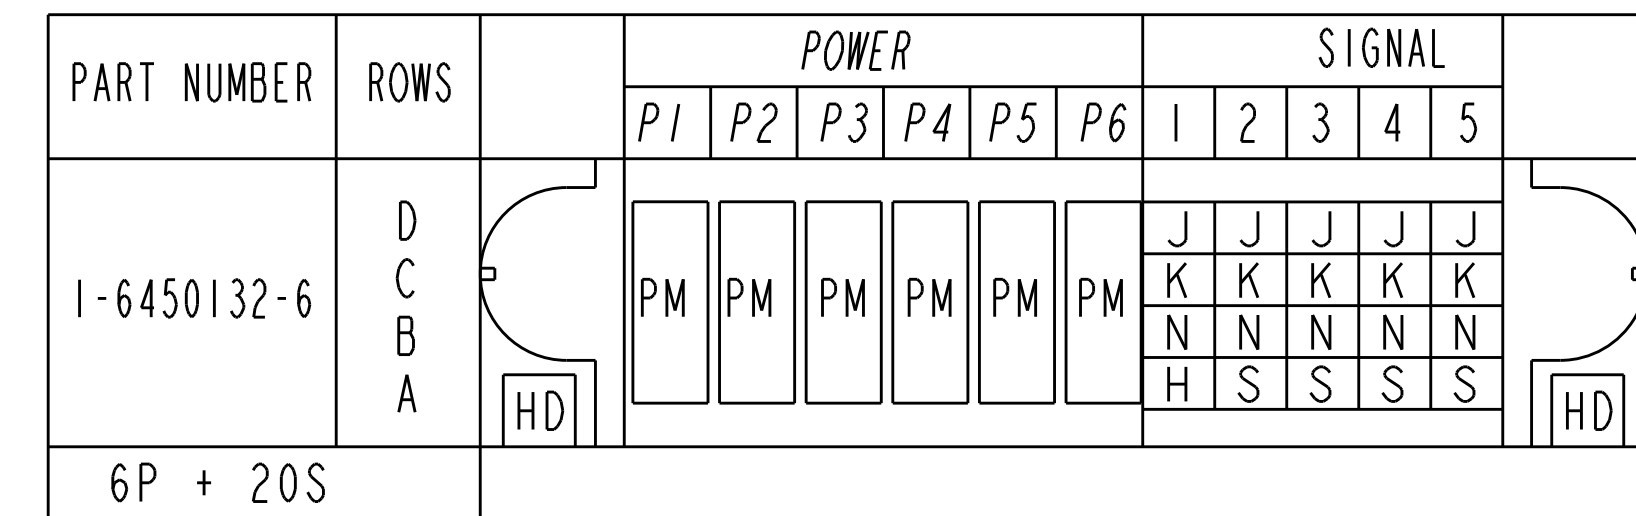 PART NUMBER ROWS POWER SIGNAL
P1 P2 P3 P4 P5 P6 1 2 3 4 5
D J J J J J
C K K K K K
1-6450132-6 PM PM PM PM PM PM
B N N N N N
A H S S S S
HD HD
6P + 20S